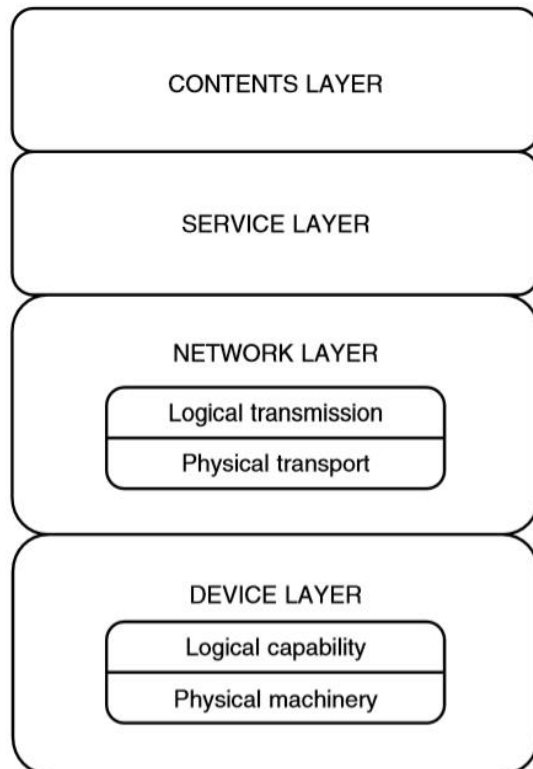 CONTENTS LAYER
SERVICE LAYER
NETWORK LAYER
Logical transmission
Physical transport
DEVICE LAYER
Logical capability
Physical machinery